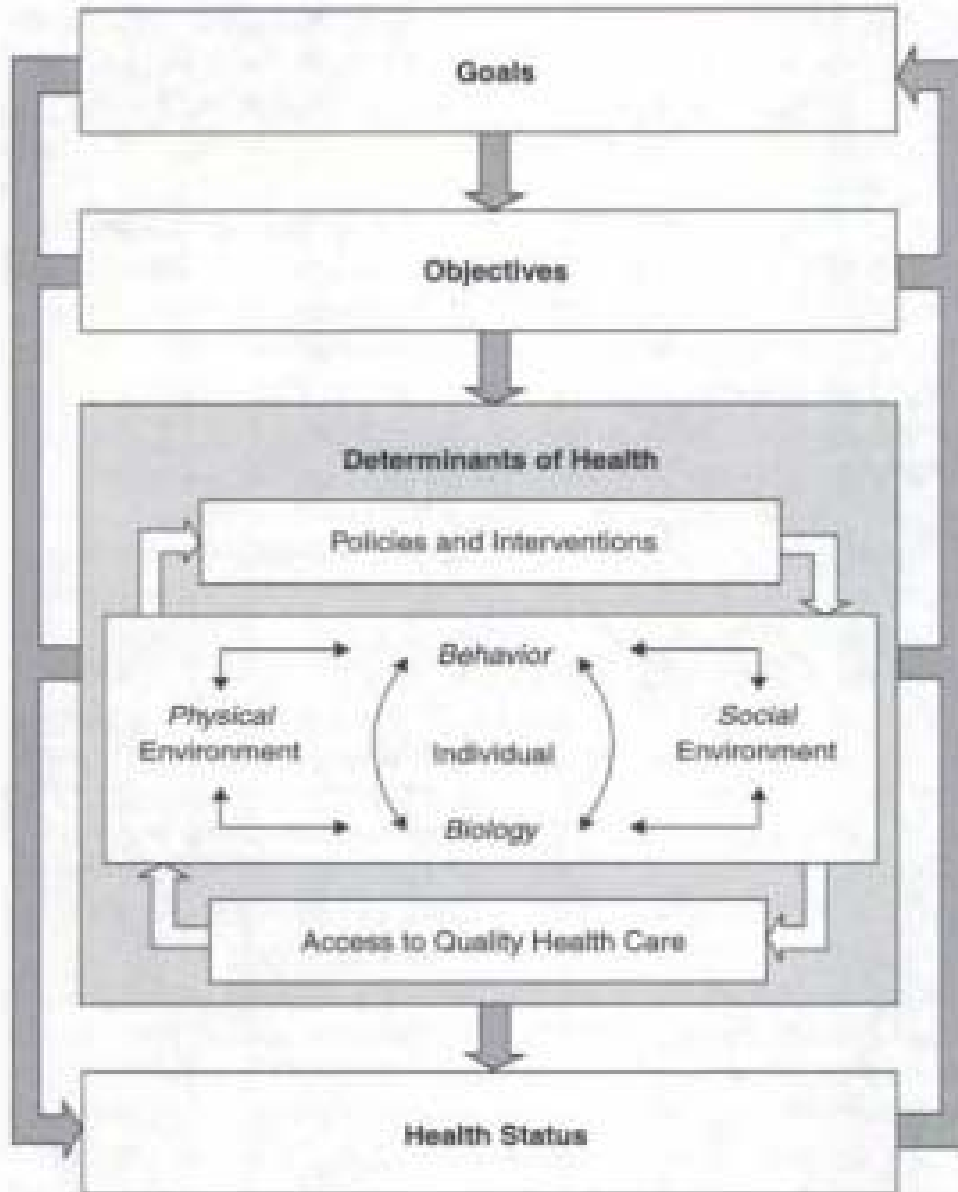 Goals
Objectives
Determinants of Health
Policies and Interventions
Behavior
Physical
Environment
Individual
Social
Environment
Biology
Access to Quality Health Care
Health Status